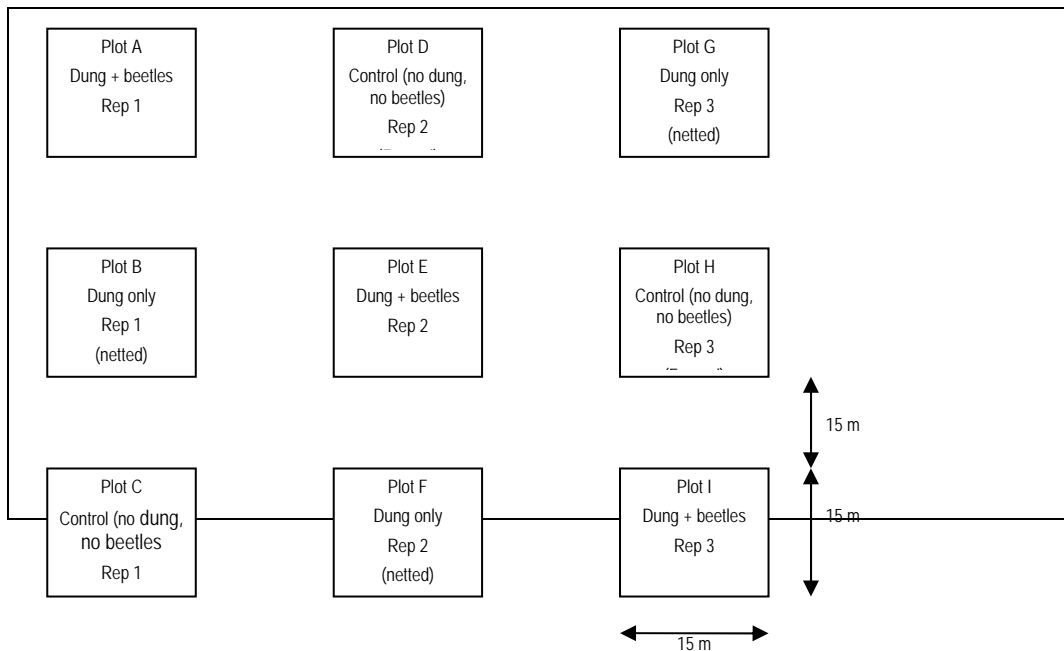 Plot A
Dung + beetles
Rep 1
Plot D
Control (no dung,
no beetles)
Rep 2
Plot G
Dung only
Rep 3
(netted)
Plot B
Dung only
Rep 1
(netted)
Plot E
Dung + beetles
Rep 2
Plot H
Control (no dung,
no beetles)
Rep 3
15 m
Plot C
Control (no dung,
no beetles
Rep 1
Plot F
Dung only
Rep 2
(netted)
Plot I
Dung + beetles
Rep 3
15 m
15 m